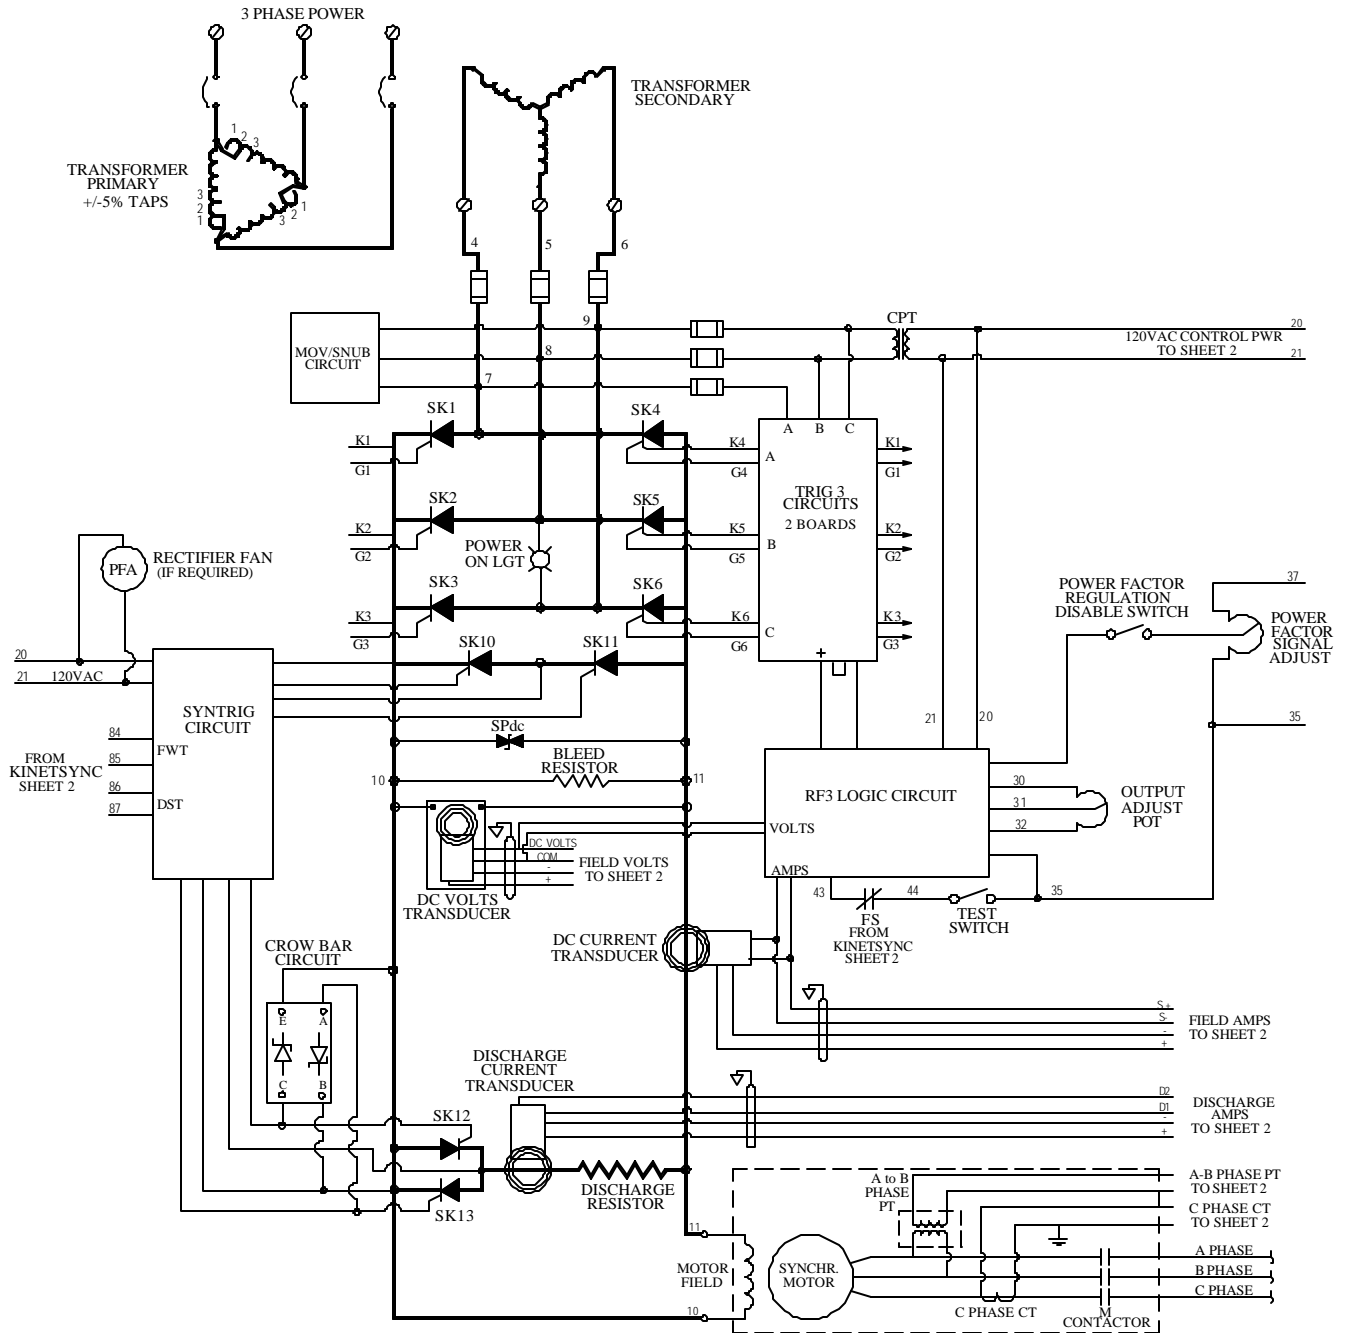 3 PHASE POWER
TRANSFORMER
SECONDARY
1
2
3
TRANSFORMER
PRIMARY
+/-5% TAPS
3
2
1
1
2
3
4
5
6
9
8
7
MOV/SNUB
CIRCUIT
CPT
20
120VAC CONTROL PWR
TO SHEET 2
21
SK1
SK4
K1
G1
K4
G4
A
B
C
A
K1
G1
TRIG 3
CIRCUITS
2 BOARDS
SK2
SK5
K2
G2
K5
G5
B
K2
G2
POWER
ON LGT
PFA
RECTIFIER FAN
(IF REQUIRED)
SK3
SK6
K3
G3
K6
G6
C
+
K3
G3
POWER FACTOR
REGULATION
DISABLE SWITCH
37
POWER
FACTOR
SIGNAL
ADJUST
35
20
21
120VAC
SK10
SK11
SYNTRIG
CIRCUIT
84
85
86
87
FWT
DST
FROM
KINETSYNC
SHEET 2
SPdc
BLEED
RESISTOR
10
11
21
20
RF3 LOGIC CIRCUIT
VOLTS
AMPS
30
31
32
OUTPUT
ADJUST
POT
DC VOLTS
COM
-
+
FIELD VOLTS
TO SHEET 2
DC VOLTS
TRANSDUCER
43
44
35
FS
FROM
KINETSYNC
SHEET 2
TEST
SWITCH
DC CURRENT
TRANSDUCER
CROW BAR
CIRCUIT
E
A
C
B
S+
S-
-
+
FIELD AMPS
TO SHEET 2
DISCHARGE
CURRENT
TRANSDUCER
D2
D1
-
+
DISCHARGE
AMPS
TO SHEET 2
SK12
SK13
DISCHARGE
RESISTOR
A to B
PHASE
PT
A-B PHASE PT
TO SHEET 2
C PHASE CT
TO SHEET 2
11
MOTOR
FIELD
10
SYNCHR.
MOTOR
A PHASE
B PHASE
C PHASE
C PHASE CT
M
CONTACTOR